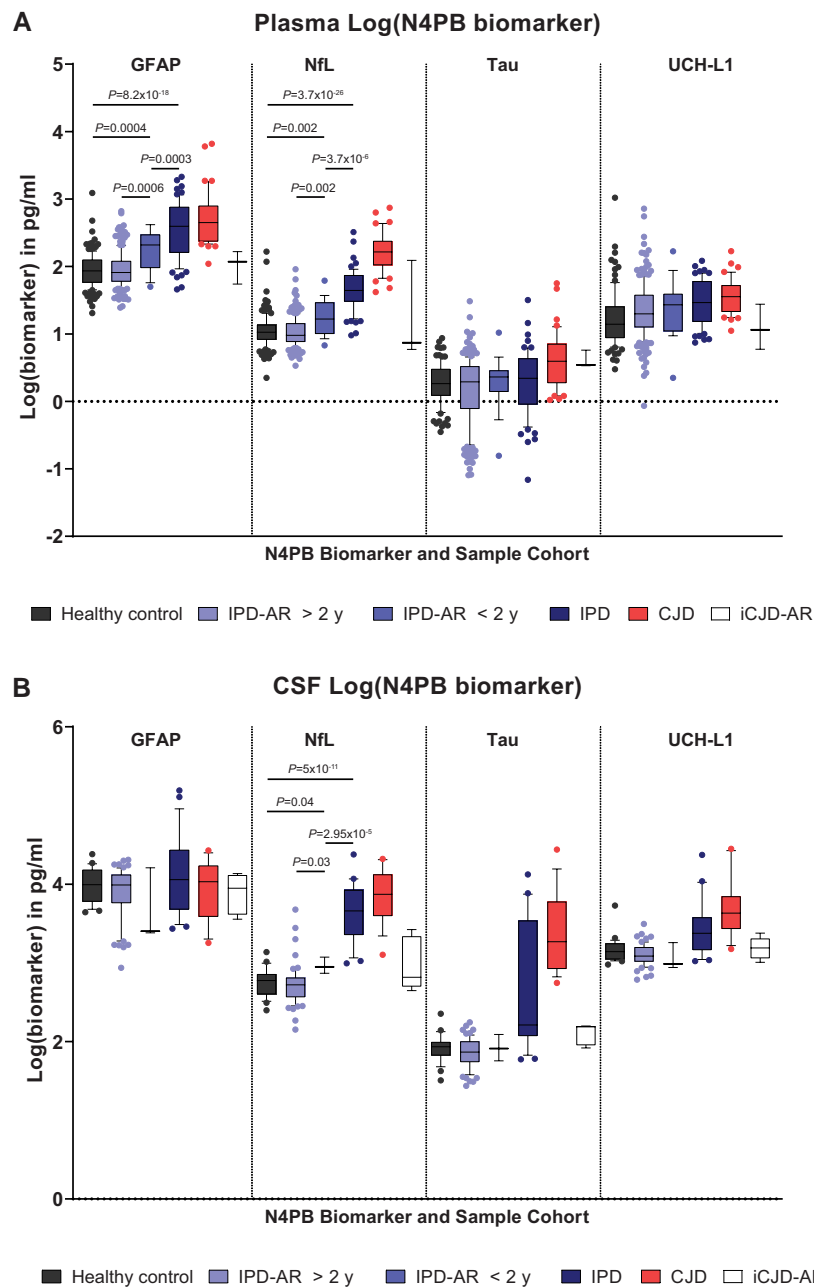 A
Plasma Log(N4PB biomarker)
GFAP NfL Tau UCH-L1
P=8.2x10-18 P=3.7x10-26
P=0.0004 P=0.002
P=0.0003 P=3.7x10-6
P=0.0006 P=0.002
Log(biomarker) in pg/ml
5
4
3
2
1
0
-1
-2
N4PB Biomarker and Sample Cohort
Healthy control IPD-AR > 2 y IPD-AR < 2 y IPD CJD iCJD-AR
B
CSF Log(N4PB biomarker)
GFAP NfL Tau UCH-L1
P=5x10-11
P=0.04
P=2.95x10-5
P=0.03
Log(biomarker) in pg/ml
6
4
2
0
N4PB Biomarker and Sample Cohort
Healthy control IPD-AR > 2 y IPD-AR < 2 y IPD CJD iCJD-AR